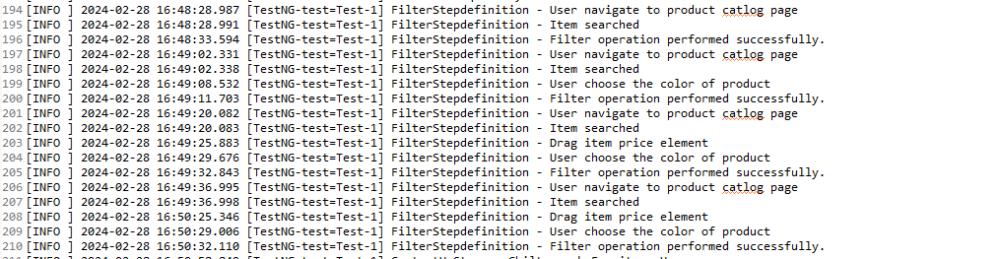 194 [INFO ] 2024-02-28 16:48:28.987 [TestNG-test=Test-1] FilterStepdefinition - User navigate to product catlog page
195 [INFO ] 2024-02-28 16:48:28.991 [TestNG-test=Test-1] FilterStepdefinition - Item searched
196 [INFO ] 2024-02-28 16:48:33.594 [TestNG-test=Test-1] FilterStepdefinition - Filter operation performed successfully.
197 [INFO ] 2024-02-28 16:49:02.331 [TestNG-test=Test-1] FilterStepdefinition - User navigate to product catlog page
198 [INFO ] 2024-02-28 16:49:02.338 [TestNG-test=Test-1] FilterStepdefinition - Item searched
199 [INFO ] 2024-02-28 16:49:08.532 [TestNG-test=Test-1] FilterStepdefinition - User choose the color of product
200 [INFO ] 2024-02-28 16:49:11.703 [TestNG-test=Test-1] FilterStepdefinition - Filter operation performed successfully.
201 [INFO ] 2024-02-28 16:49:20.082 [TestNG-test=Test-1] FilterStepdefinition - User navigate to product catlog page
202 [INFO ] 2024-02-28 16:49:20.083 [TestNG-test=Test-1] FilterStepdefinition - Item searched
203 [INFO ] 2024-02-28 16:49:25.883 [TestNG-test=Test-1] FilterStepdefinition - Drag item price element
204 [INFO ] 2024-02-28 16:49:29.676 [TestNG-test=Test-1] FilterStepdefinition - User choose the color of product
205 [INFO ] 2024-02-28 16:49:32.843 [TestNG-test=Test-1] FilterStepdefinition - Filter operation performed successfully.
206 [INFO ] 2024-02-28 16:49:36.995 [TestNG-test=Test-1] FilterStepdefinition - User navigate to product catlog page
207 [INFO ] 2024-02-28 16:49:36.998 [TestNG-test=Test-1] FilterStepdefinition - Item searched
208 [INFO ] 2024-02-28 16:50:25.346 [TestNG-test=Test-1] FilterStepdefinition - Drag item price element
209 [INFO ] 2024-02-28 16:50:29.006 [TestNG-test=Test-1] FilterStepdefinition - User choose the color of product
210 [INFO ] 2024-02-28 16:50:32.110 [TestNG-test=Test-1] FilterStepdefinition - Filter operation performed successfully.